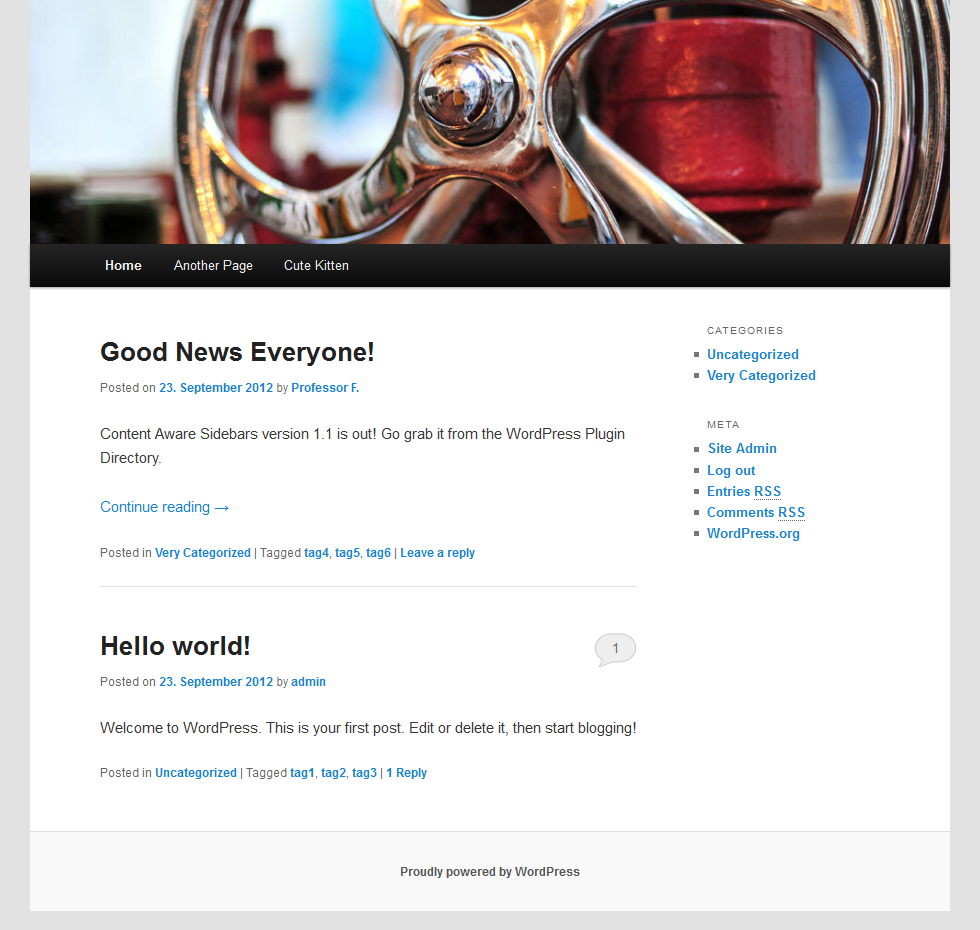 Home Another Page Cute Kitten
Good News Everyone!
Posted on 23. September 2012 by Professor F.
Content Aware Sidebars version 1.1 is out! Go grab it from the WordPress Plugin
Directory.
Continue reading →
Posted in Very Categorized | Tagged tag4, tag5, tag6 | Leave a reply
Hello world!
1
Posted on 23. September 2012 by admin
Welcome to WordPress. This is your first post. Edit or delete it, then start blogging!
Posted in Uncategorized | Tagged tag1, tag2, tag3 | 1 Reply
CATEGORIES
Uncategorized
Very Categorized
META
Site Admin
Log out
Entries RSS
Comments RSS
WordPress.org
Proudly powered by WordPress